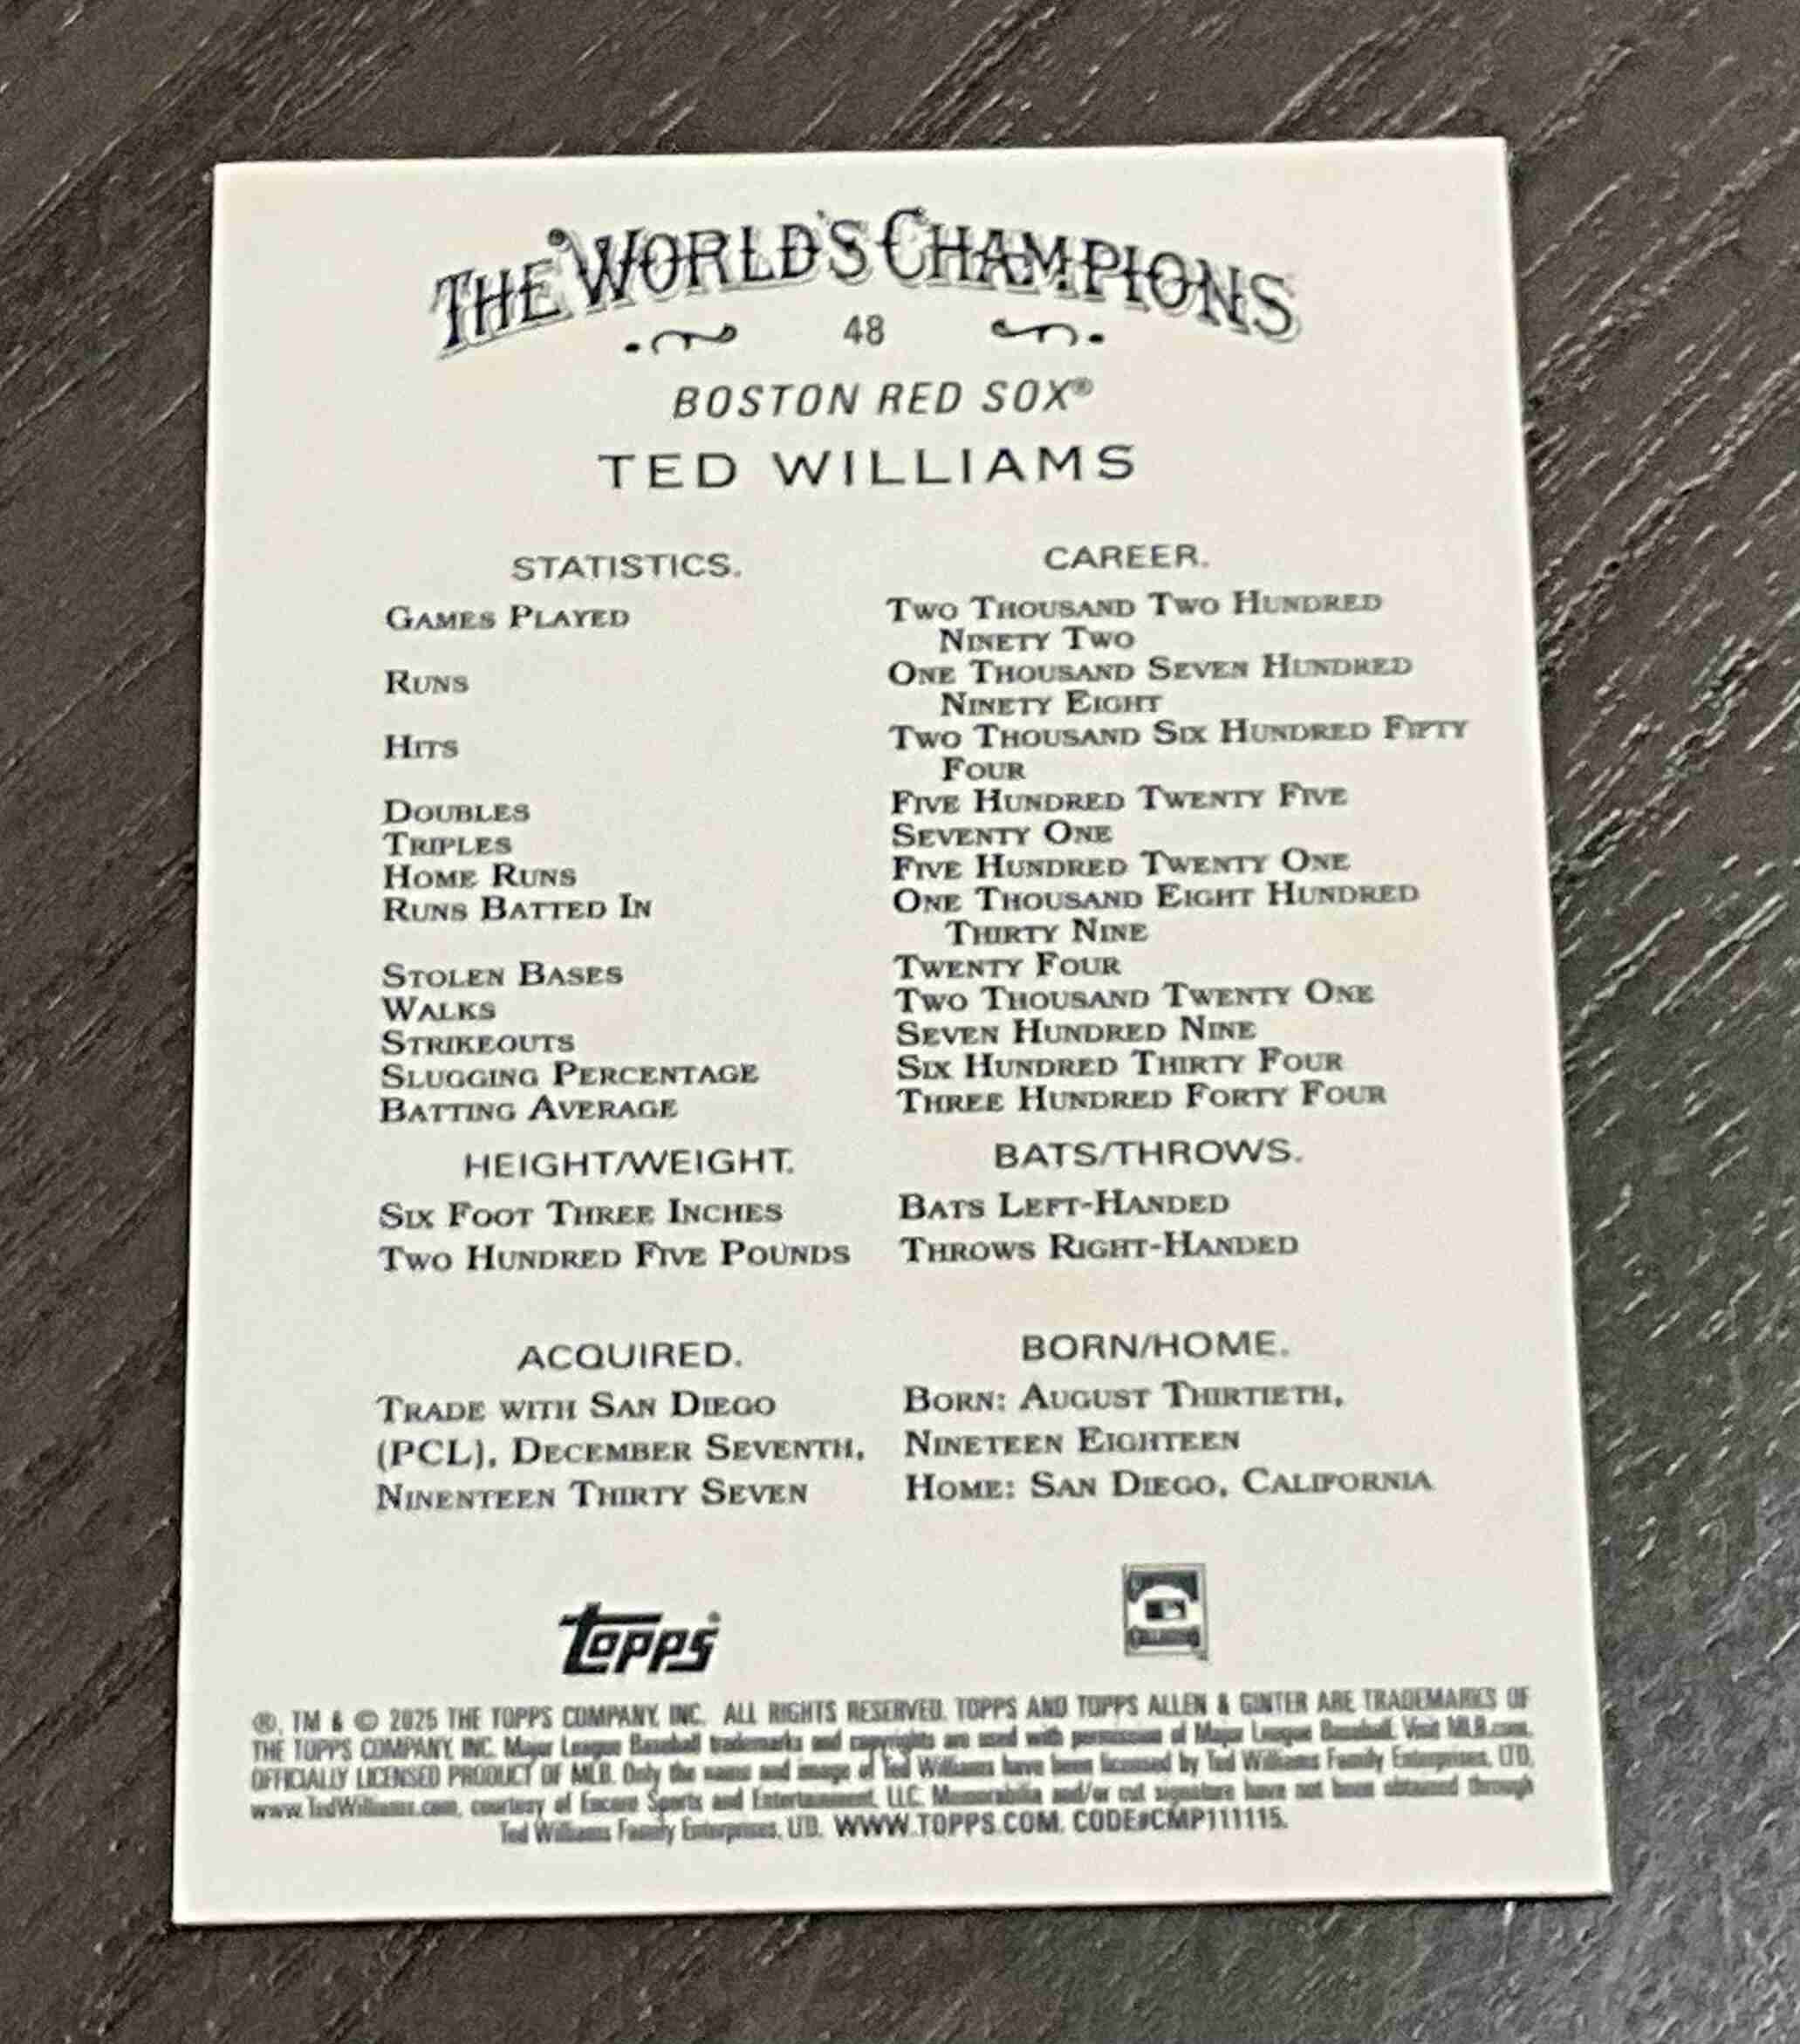 THE WORLD'S CHAMPIONS
48
BOSTON RED SOX®
TED WILLIAMS
STATISTICS. CAREER.
GAMES PLAYED TWO THOUSAND TWO HUNDRED
NINETY TWO
RUNS ONE THOUSAND SEVEN HUNDRED
NINETY EIGHT
HITS TWO THOUSAND SIX HUNDRED FIFTY
FOUR
DOUBLES FIVE HUNDRED TWENTY FIVE
TRIPLES SEVENTY ONE
HOME RUNS FIVE HUNDRED TWENTY ONE
RUNS BATTED IN ONE THOUSAND EIGHT HUNDRED
THIRTY NINE
STOLEN BASES TWENTY FOUR
WALKS TWO THOUSAND TWENTY ONE
STRIKEOUTS SEVEN HUNDRED NINE
SLUGGING PERCENTAGE SIX HUNDRED THIRTY FOUR
BATTING AVERAGE THREE HUNDRED FORTY FOUR
HEIGHT/WEIGHT. BATS/THROWS.
SIX FOOT THREE INCHES BATS LEFT-HANDED
TWO HUNDRED FIVE POUNDS THROWS RIGHT-HANDED
ACQUIRED. BORN/HOME.
TRADE WITH SAN DIEGO BORN: AUGUST THIRTIETH,
(PCL), DECEMBER SEVENTH, NINETEEN EIGHTEEN
NINENTEEN THIRTY SEVEN HOME: SAN DIEGO, CALIFORNIA
topps®
®, TM & © 2025 THE TOPPS COMPANY, INC. ALL RIGHTS RESERVED. TOPPS AND TOPPS ALLEN & GINTER ARE TRADEMARKS OF
THE TOPPS COMPANY, INC. Major League Baseball trademarks and copyrights are used with permission of Major League Baseball. Visit MLB.com.
OFFICIALLY LICENSED PRODUCT OF MLB. Only the name and image of Ted Williams have been licensed by Ted Williams Family Enterprises, LTD,
www.TedWilliams.com, courtesy of Encore Sports and Entertainment, LLC. Memorabilia and/or cut signature have not been obtained through
Ted Williams Family Enterprises, LTD. WWW.TOPPS.COM. CODE#CMP111115.